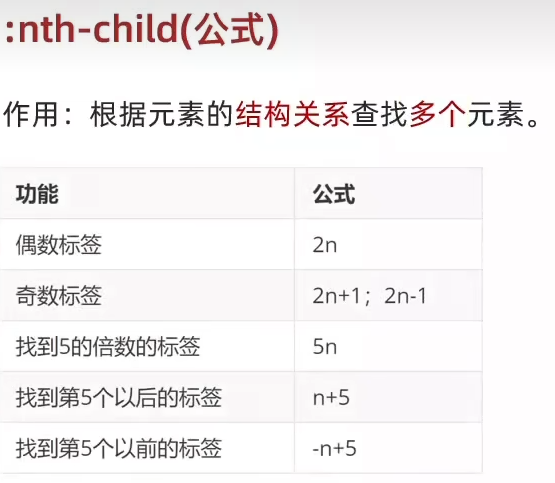 :nth-child(公式)
作用：根据元素的结构关系查找多个元素。
功能 公式
偶数标签 2n
奇数标签 2n+1；2n-1
找到5的倍数的标签 5n
找到第5个以后的标签 n+5
找到第5个以前的标签 -n+5